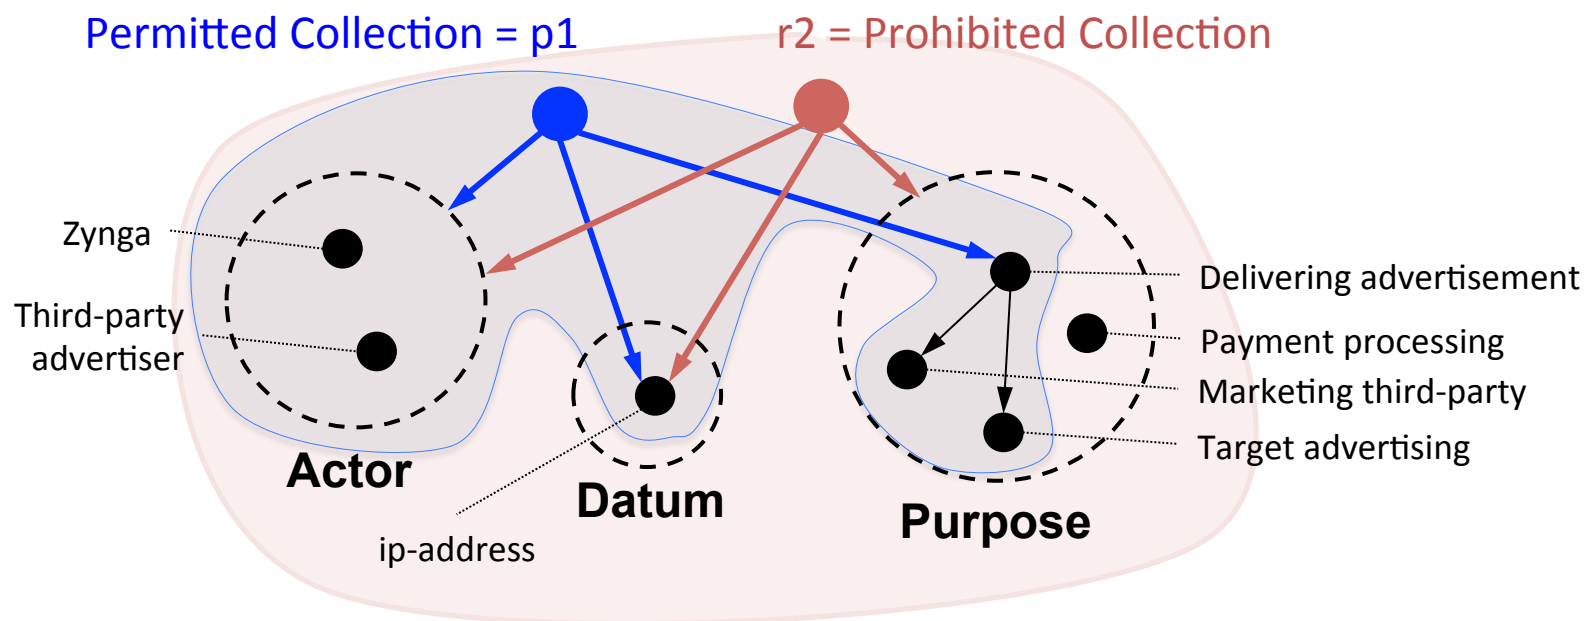 Permitted Collection = p1
r2 = Prohibited Collection
Zynga
Third-party
advertiser
Actor
ip-address
Datum
Purpose
Delivering advertisement
Payment processing
Marketing third-party
Target advertising